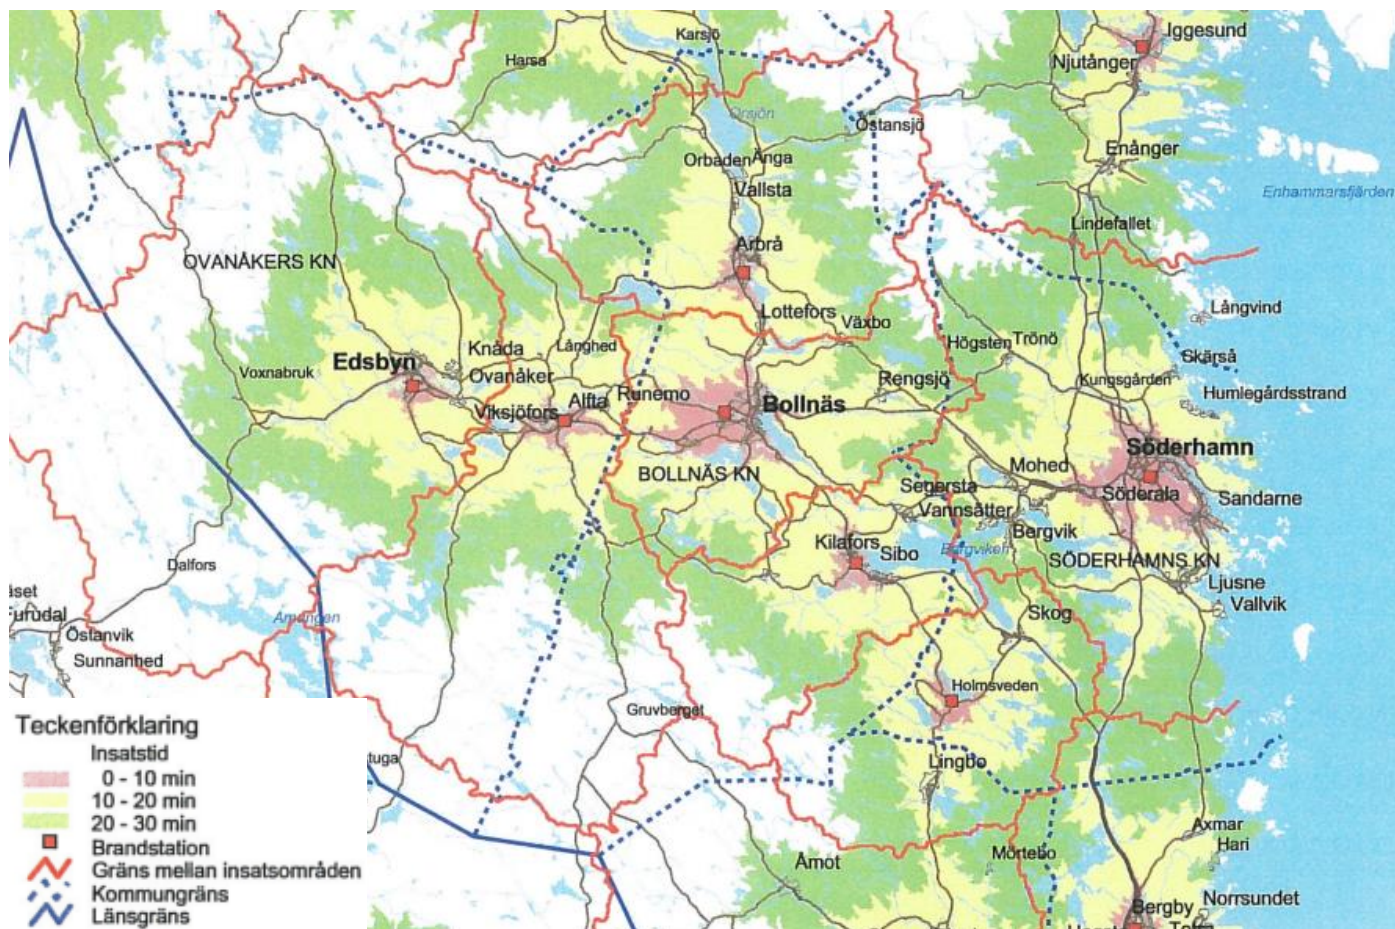 Iggesund
Karsjö
Njutånger
Harsa
Orsjön
Östansjö
Enånger
Orbaden
Änga
Vallsta
Enhammarsfjärden
Lindefallet
Arbrå
OVANÅKERS KN
Långvind
Lottefors
Växbo
Högsten
Trönö
Skärså
Knåda
Långhed
Edsbyn
Ovanåker
Voxnabruk
Rengsjö
Kungsgården
Humlegårdsstrand
Viksjöfors
Alfta
Runemo
Bollnäs
Söderhamn
BOLLNÄS KN
Mohed
Segersta
Söderala
Sandarne
Vannsätter
Bergvik
Kilafors
Sibo
Bergviken
SÖDERHAMNS KN
Dalfors
Ljusne
Vallvik
Furudal
Skog
Amungen
Östanvik
Sunnanhed
Holmsveden
Gruvberget
Teckenförklaring
Insatstid
0 - 10 min
10 - 20 min
20 - 30 min
Brandstation
Gräns mellan insatsområden
Kommungräns
Länsgräns
tuga
Lingbo
Axmar
Hari
Mörtebo
Åmot
Norrsundet
Bergby